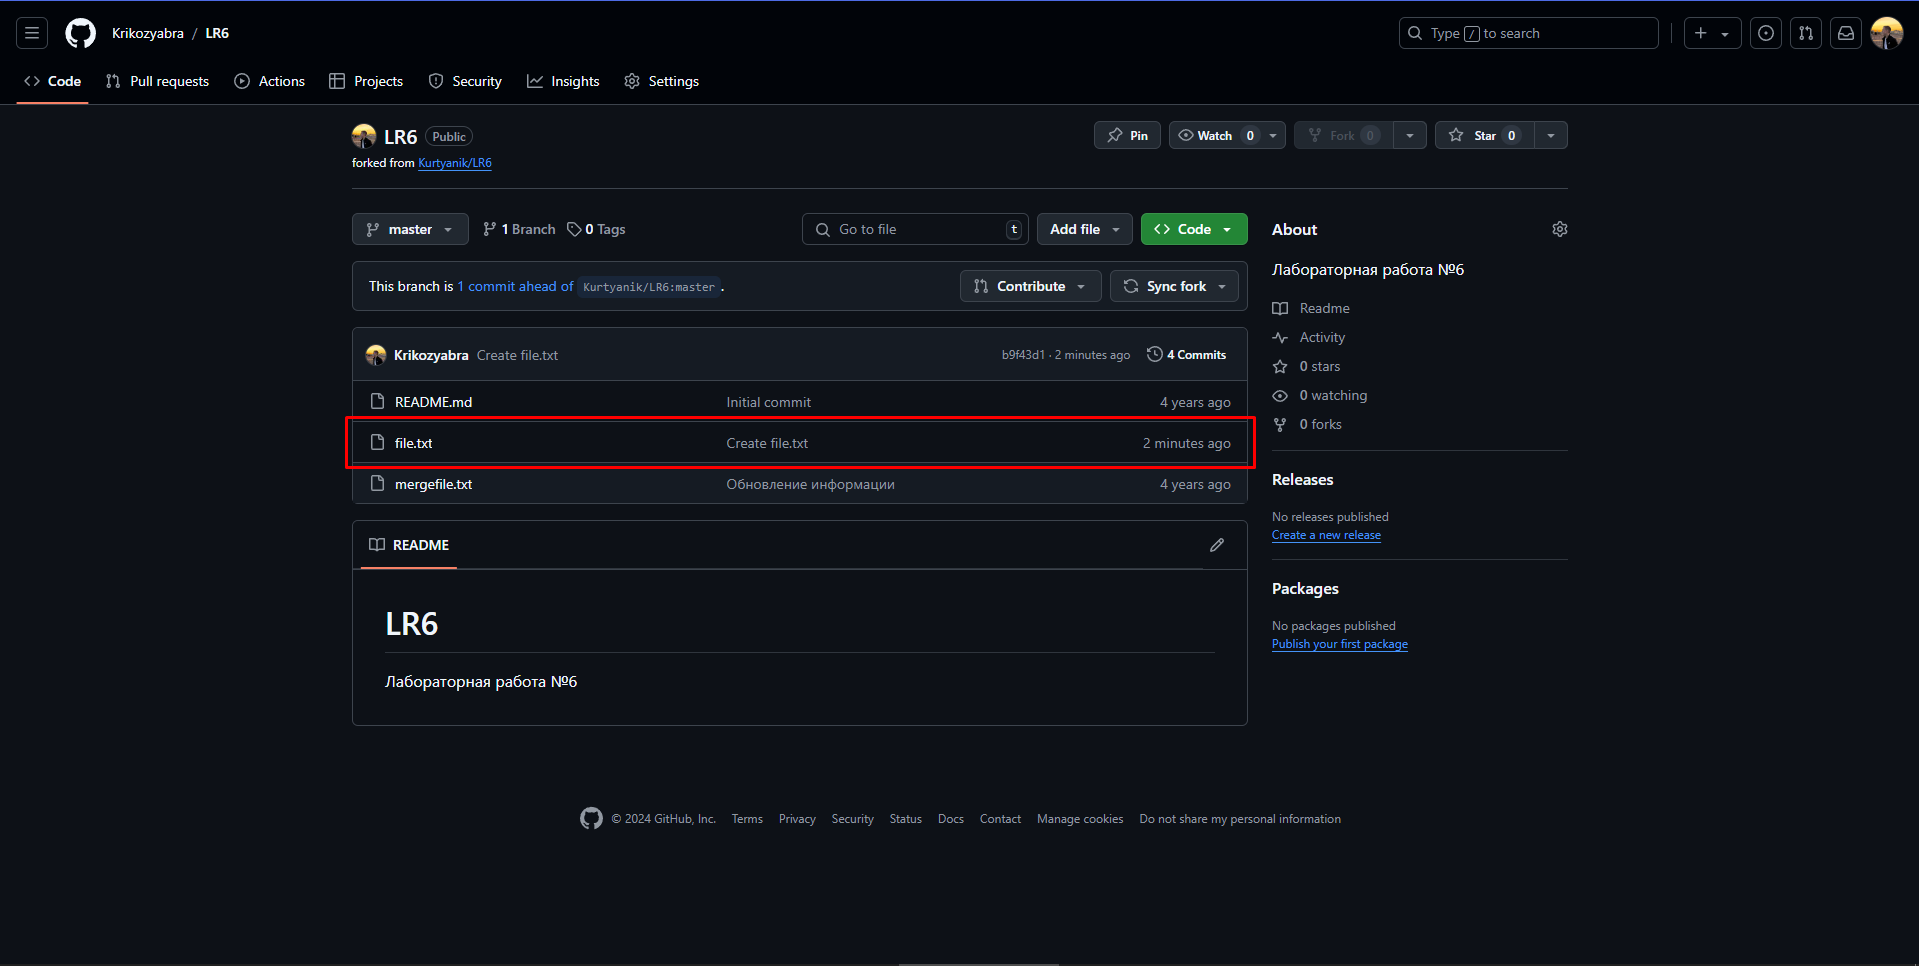 Krikozyabra / LR6
Type / to search
Code Pull requests Actions Projects Security Insights Settings
LR6 Public
Pin Watch 0 Fork 0 Star 0
forked from Kurtyanik/LR6
master 1 Branch 0 Tags
Go to file t Add file Code
This branch is 1 commit ahead of Kurtyanik/LR6:master .
Contribute Sync fork
Krikozyabra Create file.txt b9f43d1 · 2 minutes ago 4 Commits
README.md Initial commit 4 years ago
file.txt Create file.txt 2 minutes ago
mergefile.txt Обновление информации 4 years ago
README
LR6
Лабораторная работа №6
About
Лабораторная работа №6
Readme
Activity
0 stars
0 watching
0 forks
Releases
No releases published
Create a new release
Packages
No packages published
Publish your first package
© 2024 GitHub, Inc. Terms Privacy Security Status Docs Contact Manage cookies Do not share my personal information